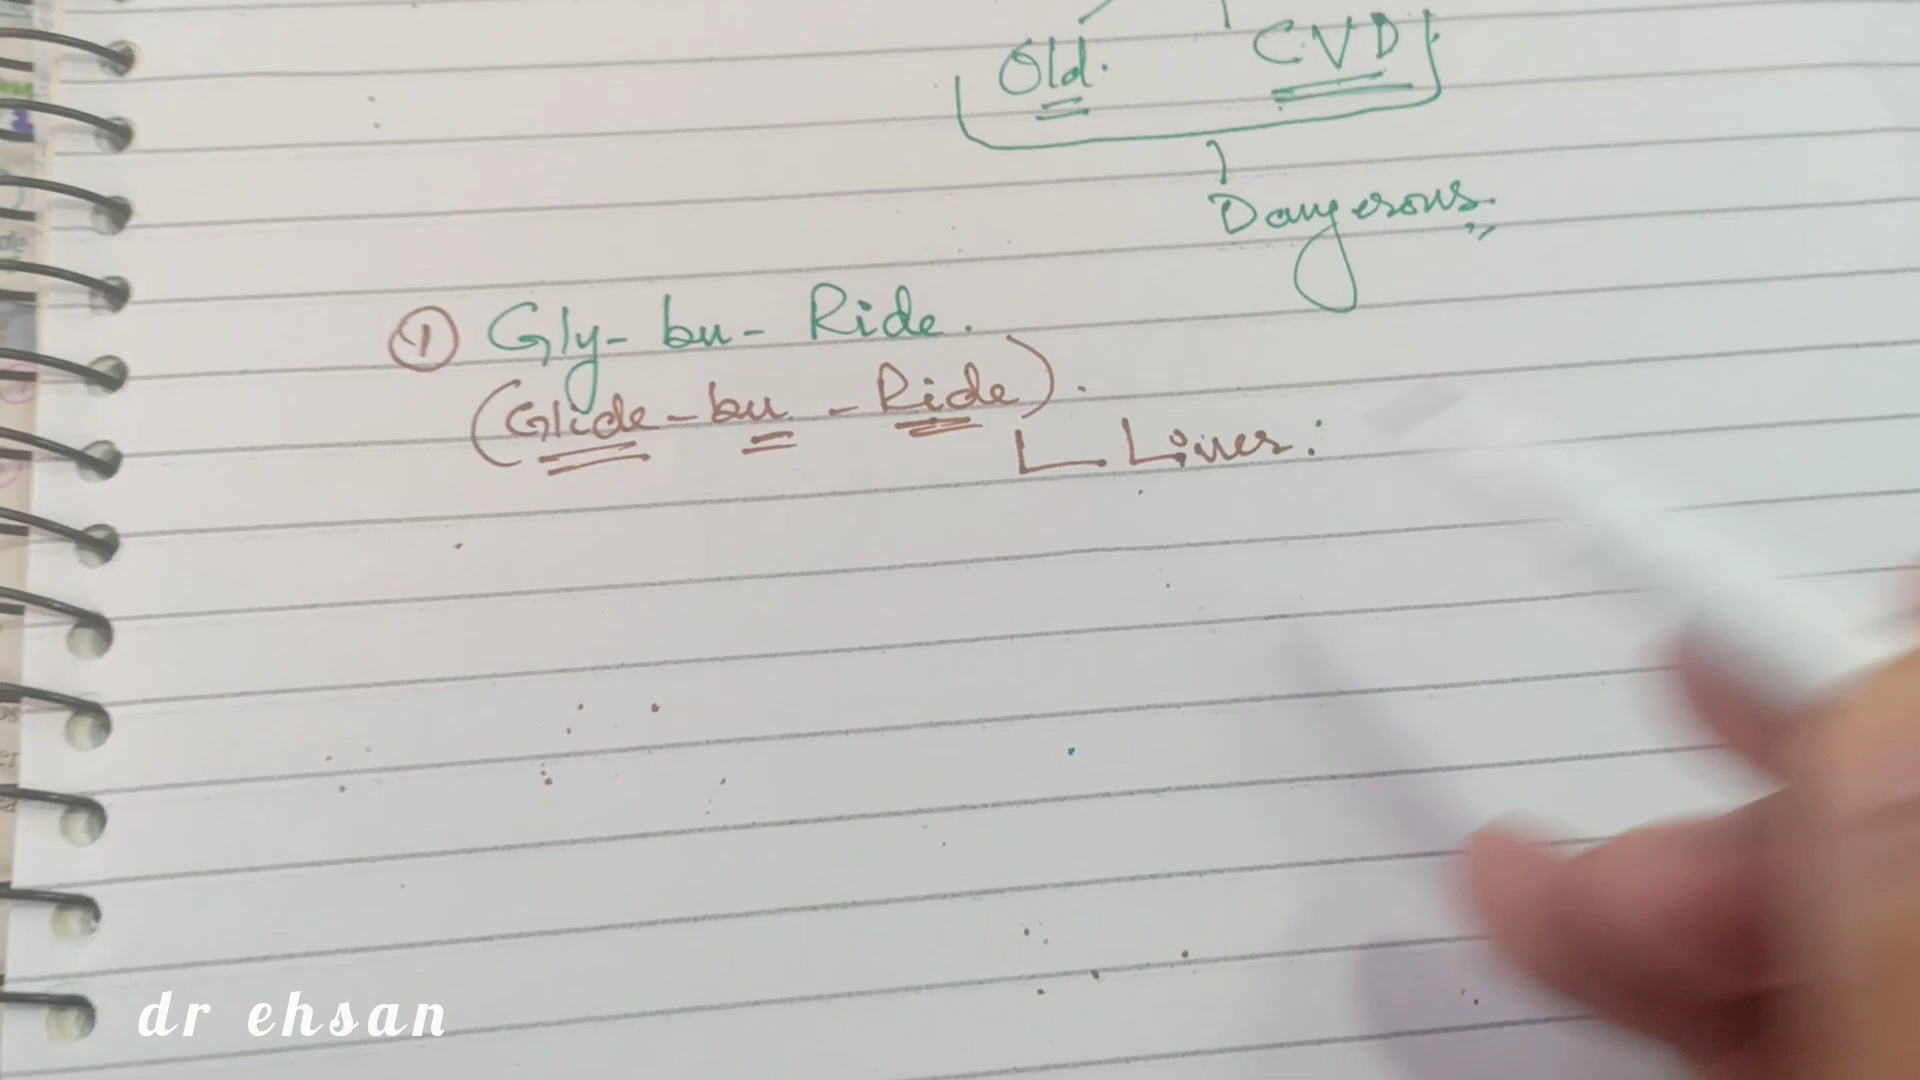 Old. CVD
Dangerous
① Gly-bu-Ride.
(Glide-bu-Ride).
Liver:
dr ehsan